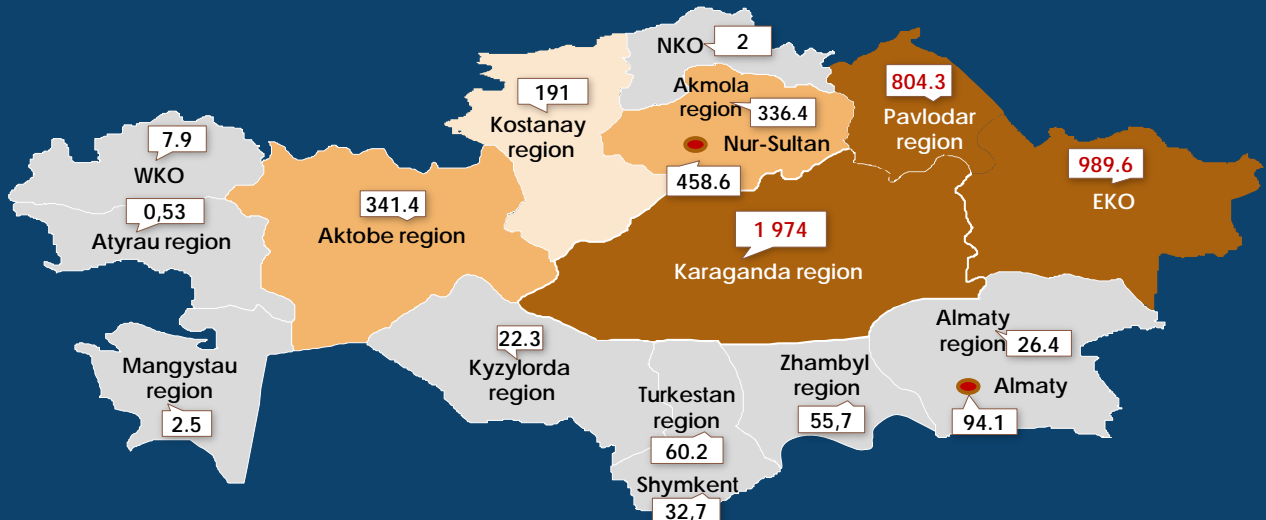 NKO
2
Akmola
region
336.4
Nur-Sultan
458.6
804.3
Pavlodar
region
989.6
EKO
191
Kostanay
region
7.9
WKO
0,53
Atyrau region
341.4
Aktobe region
1 974
Karaganda region
Mangystau
region
2.5
22.3
Kyzylorda
region
Turkestan
region
60.2
Shymkent
32,7
Zhambyl
region
55,7
Almaty
region
26.4
Almaty
94.1